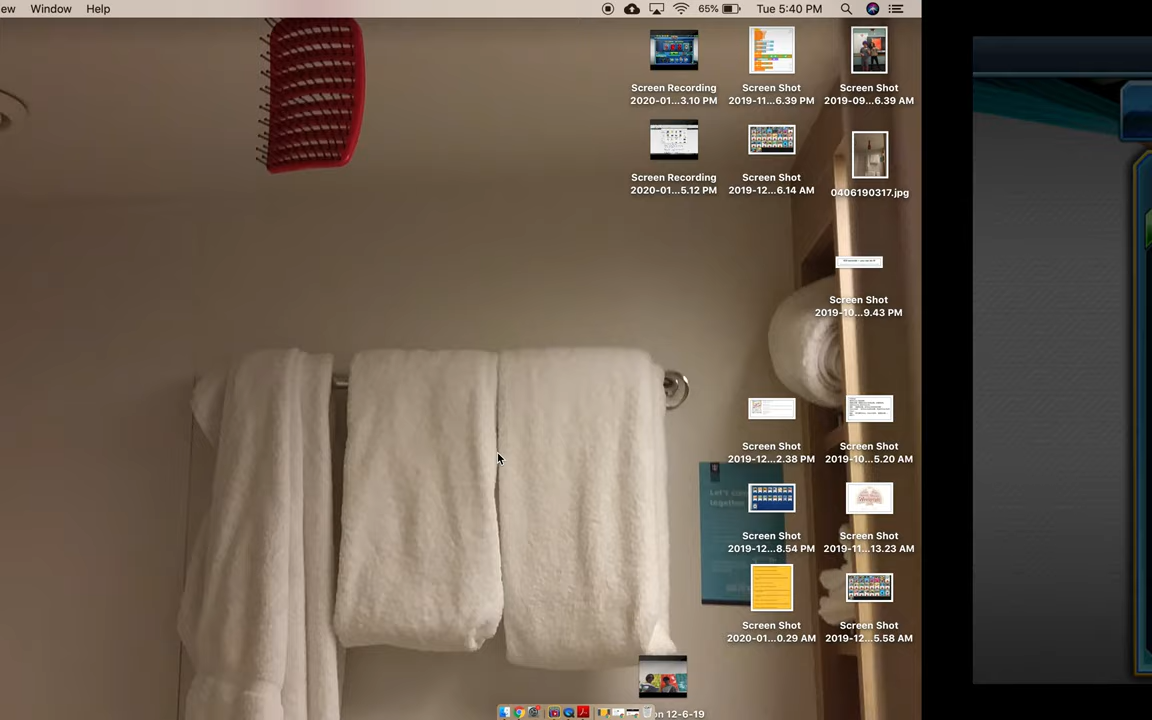 ew Window Help 65% Tue 5:40 PM
Screen Recording
2020-01...3.10 PM
Screen Shot
2019-11...6.39 PM
Screen Shot
2019-09...6.39 AM
Screen Recording
2020-01...5.12 PM
Screen Shot
2019-12...6.14 AM
0406190317.jpg
Screen Shot
2019-10...9.43 PM
Screen Shot
2019-12...2.38 PM
Screen Shot
2019-10...5.20 AM
Let's
together
Screen Shot
2019-12...8.54 PM
Screen Shot
2019-11...13.23 AM
Screen Shot
2020-01...0.29 AM
Screen Shot
2019-12...5.58 AM
on 12-6-19